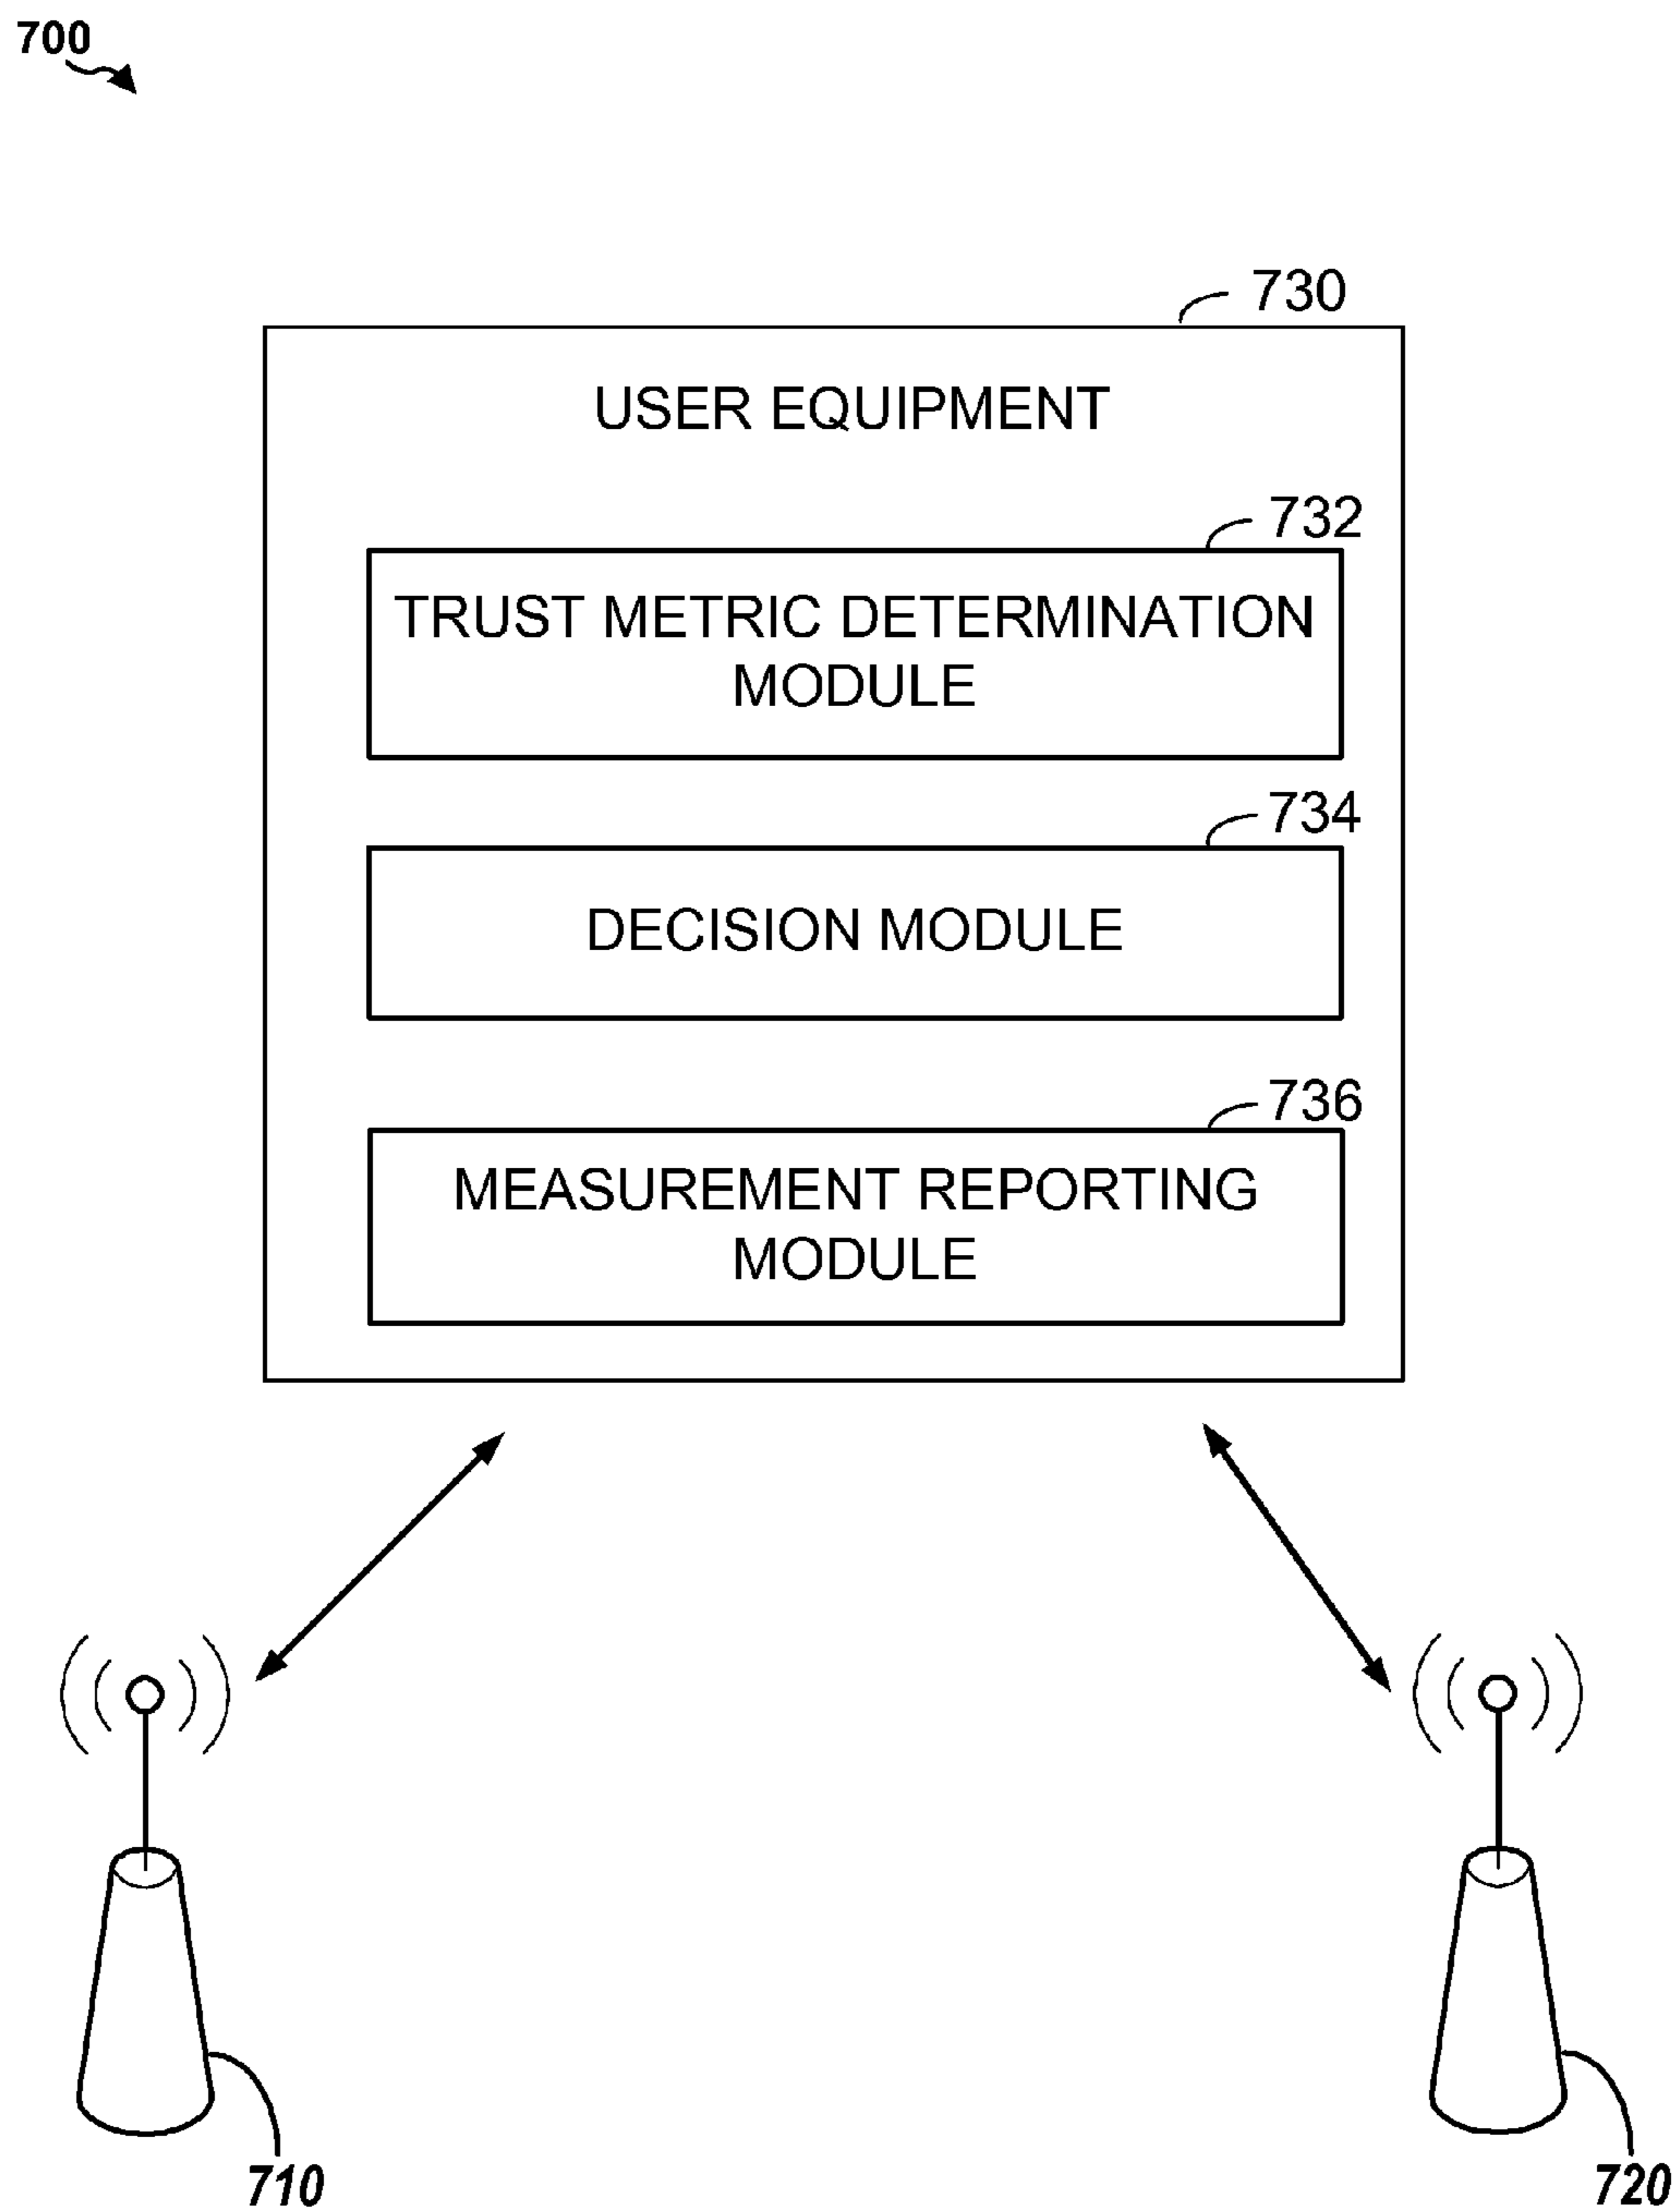 700
730
USER EQUIPMENT
732
TRUST METRIC DETERMINATION
MODULE
734
DECISION MODULE
736
MEASUREMENT REPORTING
MODULE
710
720